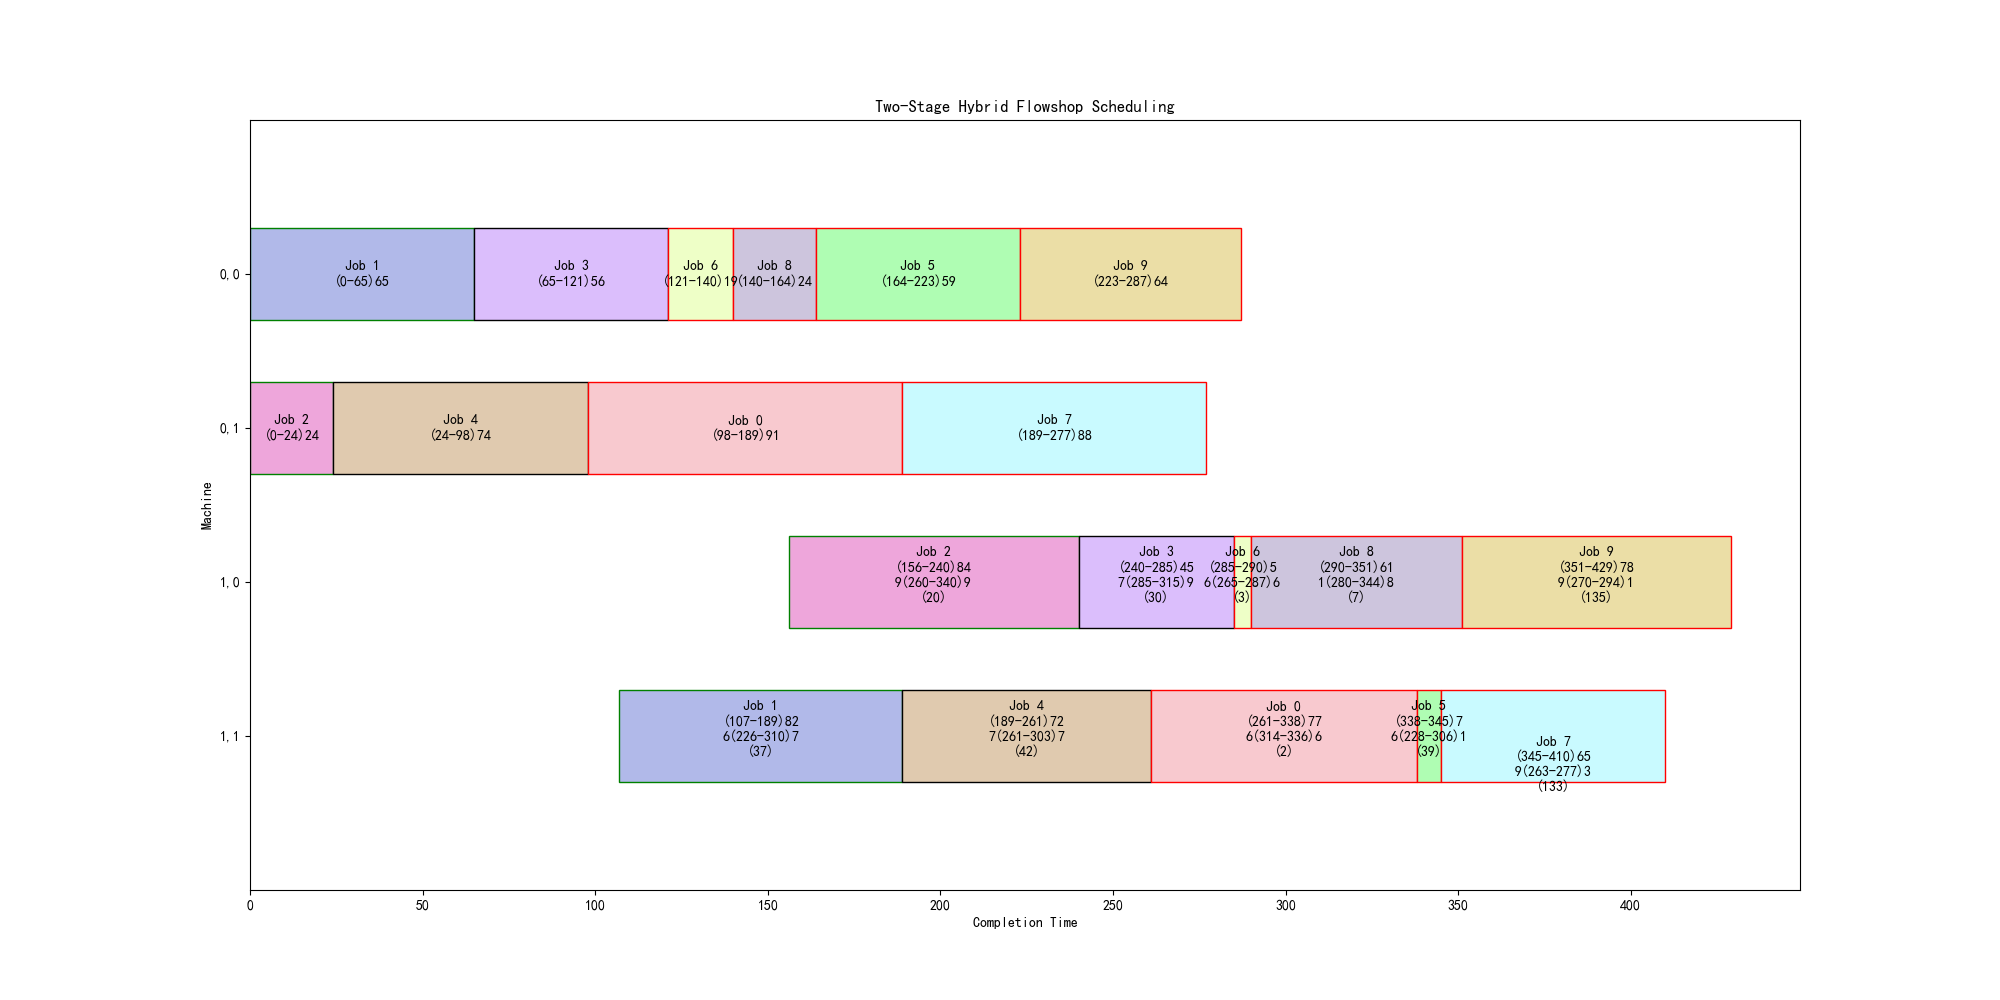 Two-Stage Hybrid Flowshop Scheduling
Machine
0,0
Job 1
(0-65)65
Job 3
(65-121)56
Job 6
(121-140)19
Job 8
(140-164)24
Job 5
(164-223)59
Job 9
(223-287)64
0,1
Job 2
(0-24)24
Job 4
(24-98)74
Job 0
(98-189)91
Job 7
(189-277)88
1,0
Job 2
(156-240)84
9(260-340)9
(20)
Job 3
(240-285)45
7(285-315)9
(30)
Job 6
(285-290)5
6(265-287)6
(3)
Job 8
(290-351)61
1(280-344)8
(7)
Job 9
(351-429)78
9(270-294)1
(135)
1,1
Job 1
(107-189)82
6(226-310)7
(37)
Job 4
(189-261)72
7(261-303)7
(42)
Job 0
(261-338)77
6(314-336)6
(2)
Job 5
(338-345)7
6(228-306)1
(39)
Job 7
(345-410)65
9(263-277)3
(133)
0
50
100
150
200
250
300
350
400
Completion Time